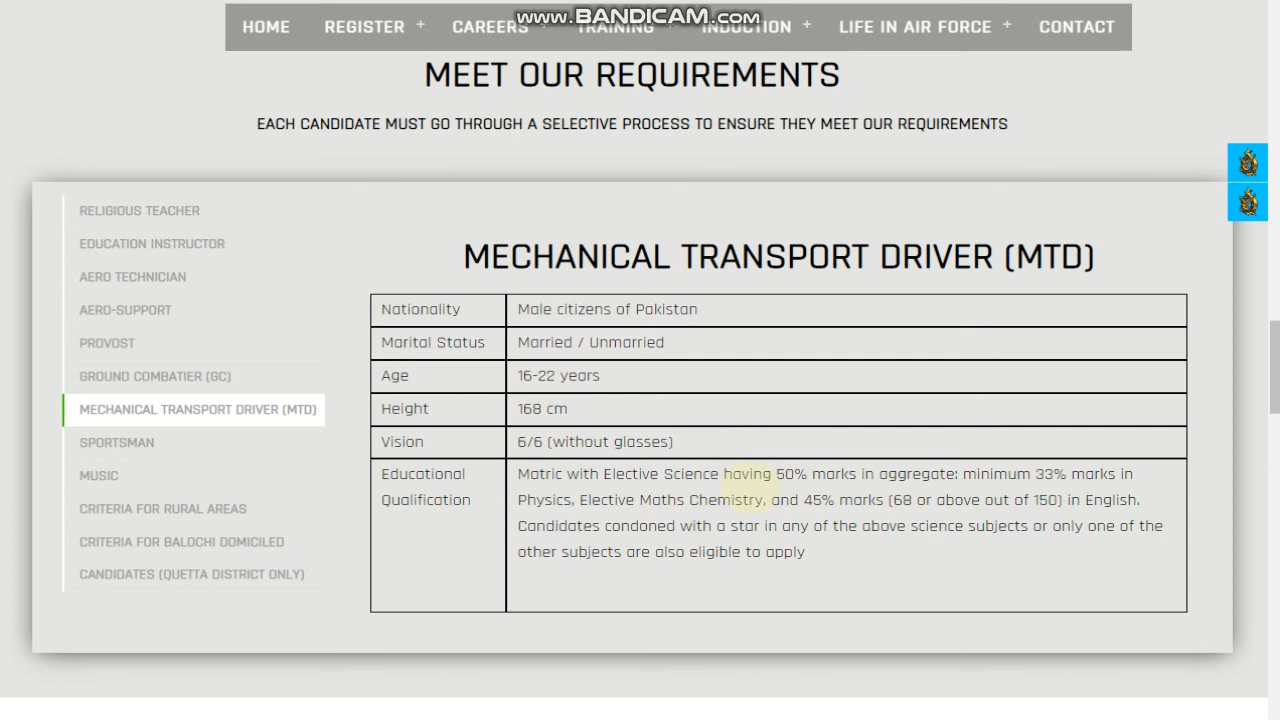 www.BANDICAM.com
HOME REGISTER + CAREERS + TRAINING + INDUCTION + LIFE IN AIR FORCE + CONTACT
MEET OUR REQUIREMENTS
EACH CANDIDATE MUST GO THROUGH A SELECTIVE PROCESS TO ENSURE THEY MEET OUR REQUIREMENTS
RELIGIOUS TEACHER
EDUCATION INSTRUCTOR
AERO TECHNICIAN
AERO-SUPPORT
PROVOST
GROUND COMBATIER (GC)
MECHANICAL TRANSPORT DRIVER (MTD)
SPORTSMAN
MUSIC
CRITERIA FOR RURAL AREAS
CRITERIA FOR BALOCHI DOMICILED
CANDIDATES (QUETTA DISTRICT ONLY)
MECHANICAL TRANSPORT DRIVER (MTD)
Nationality Male citizens of Pakistan
Marital Status Married / Unmarried
Age 16-22 years
Height 168 cm
Vision 6/6 (without glasses)
Educational Matric with Elective Science having 50% marks in aggregate: minimum 33% marks in
Qualification Physics, Elective Maths Chemistry, and 45% marks (68 or above out of 150) in English.
Candidates condoned with a star in any of the above science subjects or only one of the
other subjects are also eligible to apply